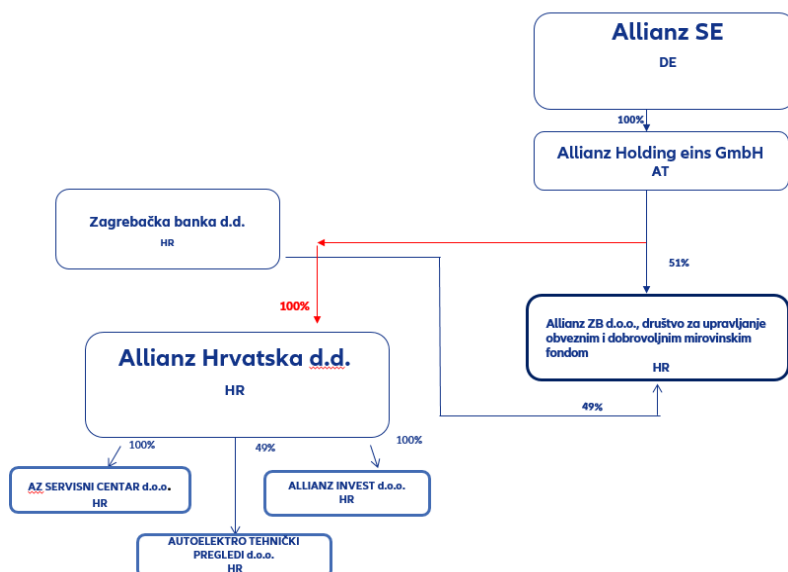 Allianz SE
DE
100%
Allianz Holding eins GmbH
AT
Zagrebačka banka d.d.
HR
51%
100%
Allianz ZB d.o.o., društvo za upravljanje
obveznim i dobrovoljnim mirovinskim
fondom
HR
Allianz Hrvatska d.d.
HR
49%
100%
49%
100%
AZ SERVISNI CENTAR d.o.o.
HR
ALLIANZ INVEST d.o.o.
HR
AUTOELEKTRO TEHNIČKI
PREGLEDI d.o.o.
HR